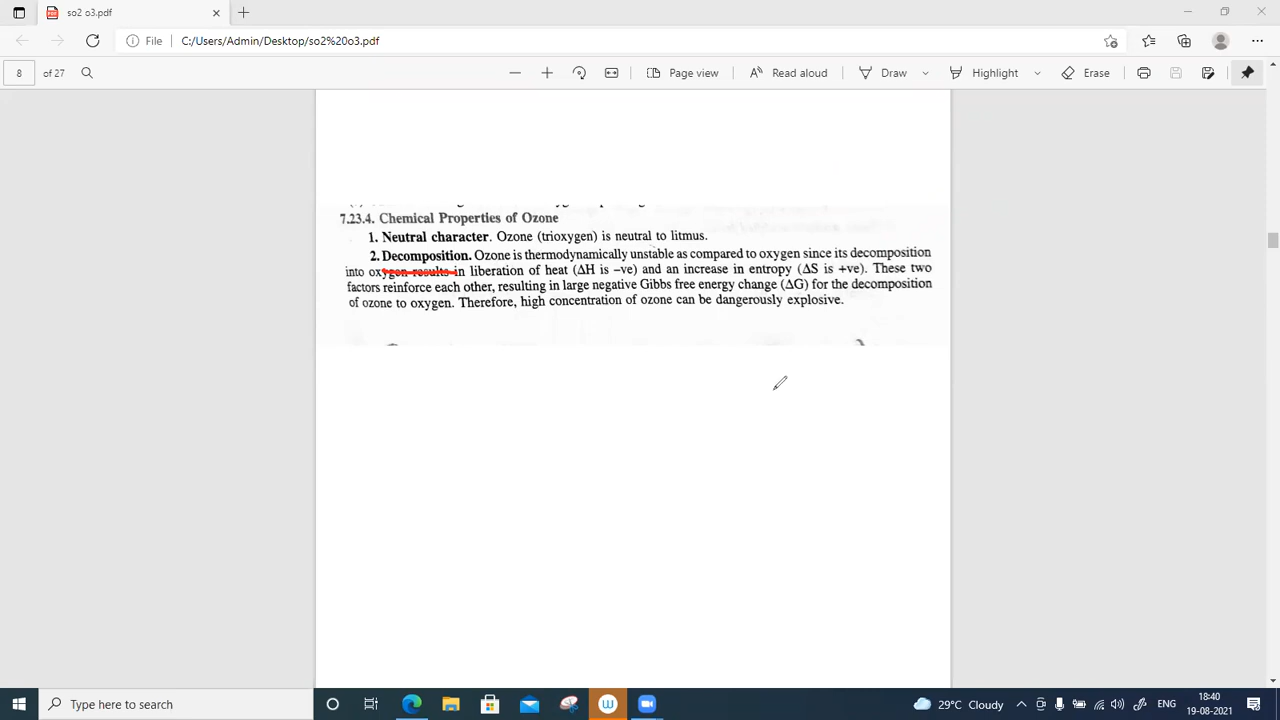 so2 o3.pdf
File
C:/Users/Admin/Desktop/so2%20o3.pdf
8 of 27
Page view
Read aloud
Draw
Highlight
Erase
7.23.4. Chemical Properties of Ozone
1. Neutral character. Ozone (trioxygen) is neutral to litmus.
2. Decomposition. Ozone is thermodynamically unstable as compared to oxygen since its decomposition
into oxygen results in liberation of heat (ΔH is –ve) and an increase in entropy (ΔS is +ve). These two
factors reinforce each other, resulting in large negative Gibbs free energy change (ΔG) for the decomposition
of ozone to oxygen. Therefore, high concentration of ozone can be dangerously explosive.
Type here to search
29°C Cloudy
ENG
18:40
19-08-2021